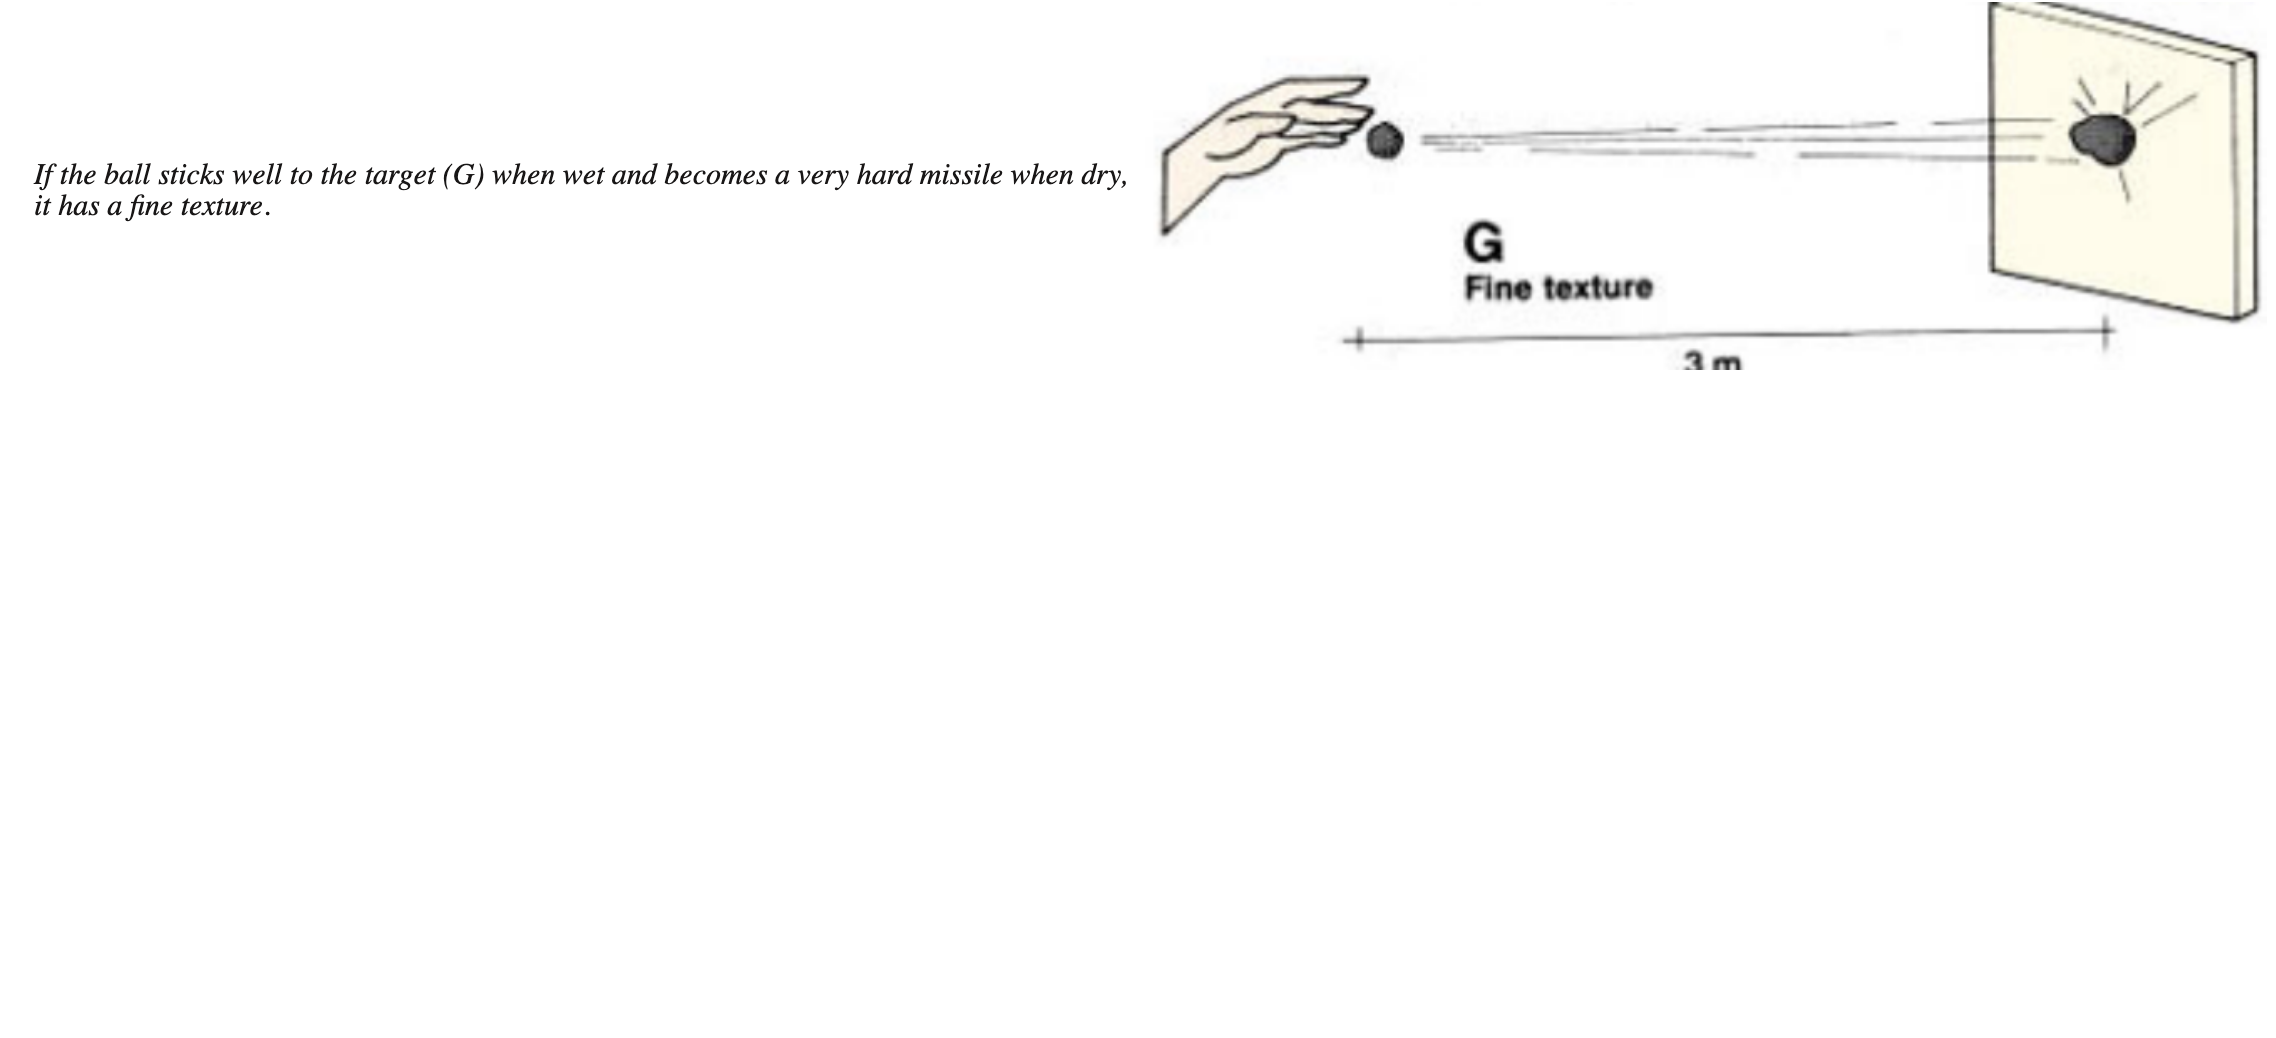 If the ball sticks well to the target (G) when wet and becomes a very hard missile when dry,
it has a fine texture.
G
Fine texture
3 m